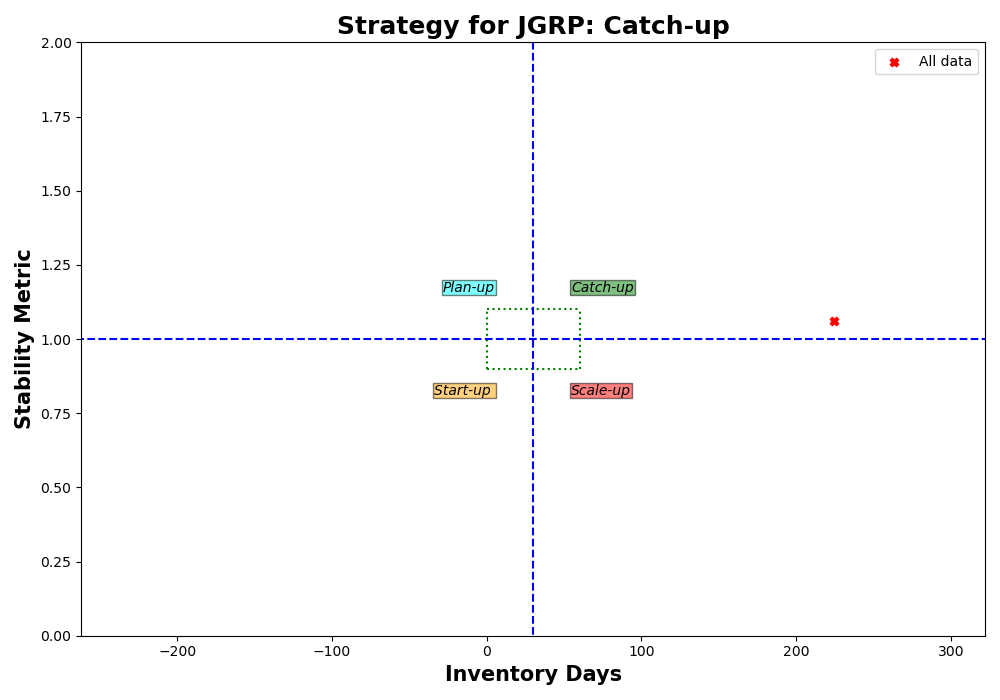 Strategy for JGRP: Catch-up
All data
2.00
1.75
1.50
1.25
1.00
0.75
0.50
0.25
0.00
Stability Metric
Plan-up
Catch-up
Start-up
Scale-up
−200
−100
0
100
200
300
Inventory Days